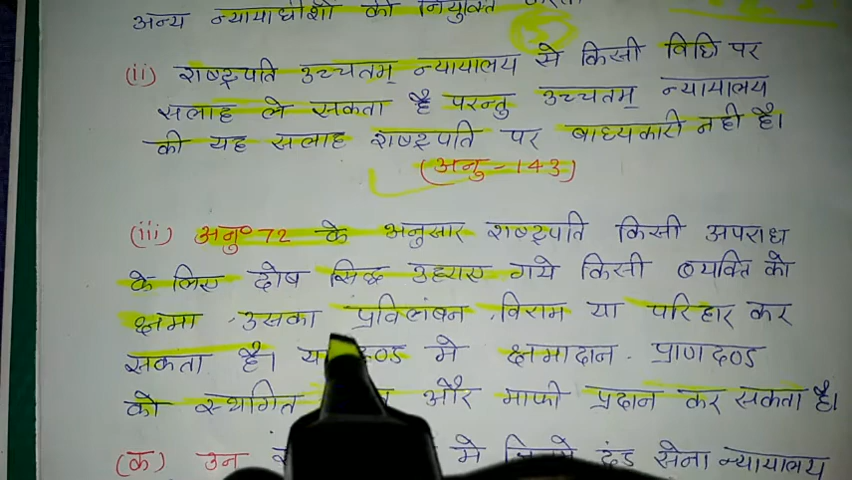 अन्य न्यायाधीशों की नियुक्ति
(ii) राष्ट्रपति उच्चतम् न्यायालय से किसी विधि पर
सलाह ले सकता है परन्तु उच्चतम् न्यायालय
की यह सलाह राष्ट्रपति पर बाध्यकारी नही है।
(अनु - 143)
(iii) अनु० 72 के अनुसार राष्ट्रपति किसी अपराध
के लिए दोष सिद्ध ठहराए गये किसी व्यक्ति को
क्षमा, उसका प्रविलंबन, विराम या परिहार कर
सकता है। दण्ड मे क्षमादान. प्राणदण्ड
को स्थगित और माफी प्रदान कर सकता है।
(क) उन मे दंड सेना न्यायालय